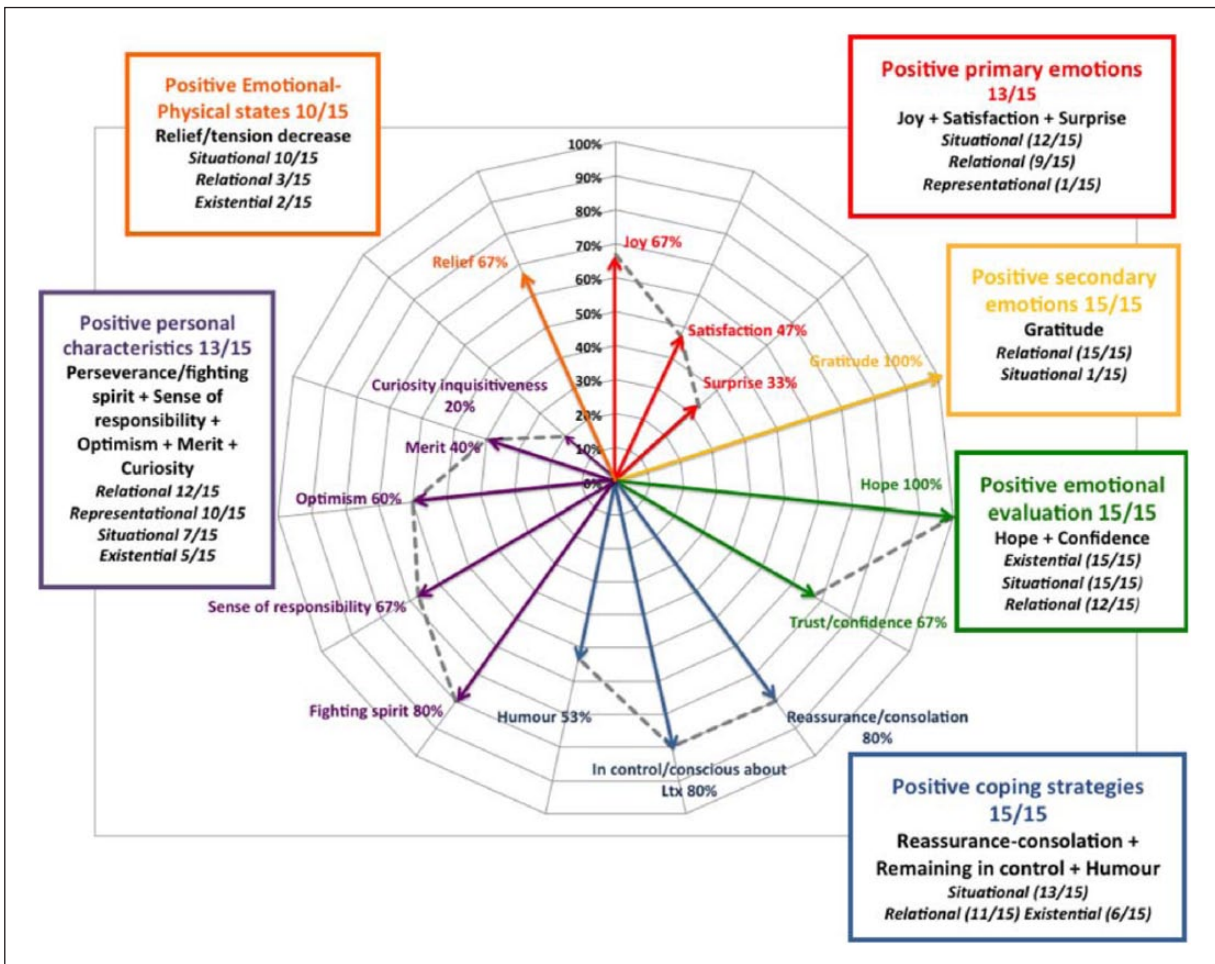 Positive Emotional-
Physical states 10/15
Relief/tension decrease
Situational 10/15
Relational 3/15
Existential 2/15
Positive primary emotions
13/15
Joy + Satisfaction + Surprise
Situational (12/15)
Relational (9/15)
Representational (1/15)
Positive secondary
emotions 15/15
Gratitude
Relational (15/15)
Situational 1/15)
Positive personal
characteristics 13/15
Perseverance/fighting
spirit + Sense of
responsibility +
Optimism + Merit +
Curiosity
Relational 12/15
Representational 10/15
Situational 7/15
Existential 5/15
Positive emotional
evaluation 15/15
Hope + Confidence
Existential (15/15)
Situational (15/15)
Relational (12/15)
Positive coping strategies
15/15
Reassurance-consolation +
Remaining in control + Humour
Situational (13/15)
Relational (11/15) Existential (6/15)
100%
90%
80%
70%
60%
50%
40%
30%
20%
10%
0%
Joy 67%
Satisfaction 47%
Surprise 33%
Gratitude 100%
Hope 100%
Trust/confidence 67%
Reassurance/consolation
80%
In control/conscious about
Ltx 80%
Humour 53%
Fighting spirit 80%
Sense of responsibility 67%
Optimism 60%
Merit 40%
Curiosity inquisitiveness
20%
Relief 67%